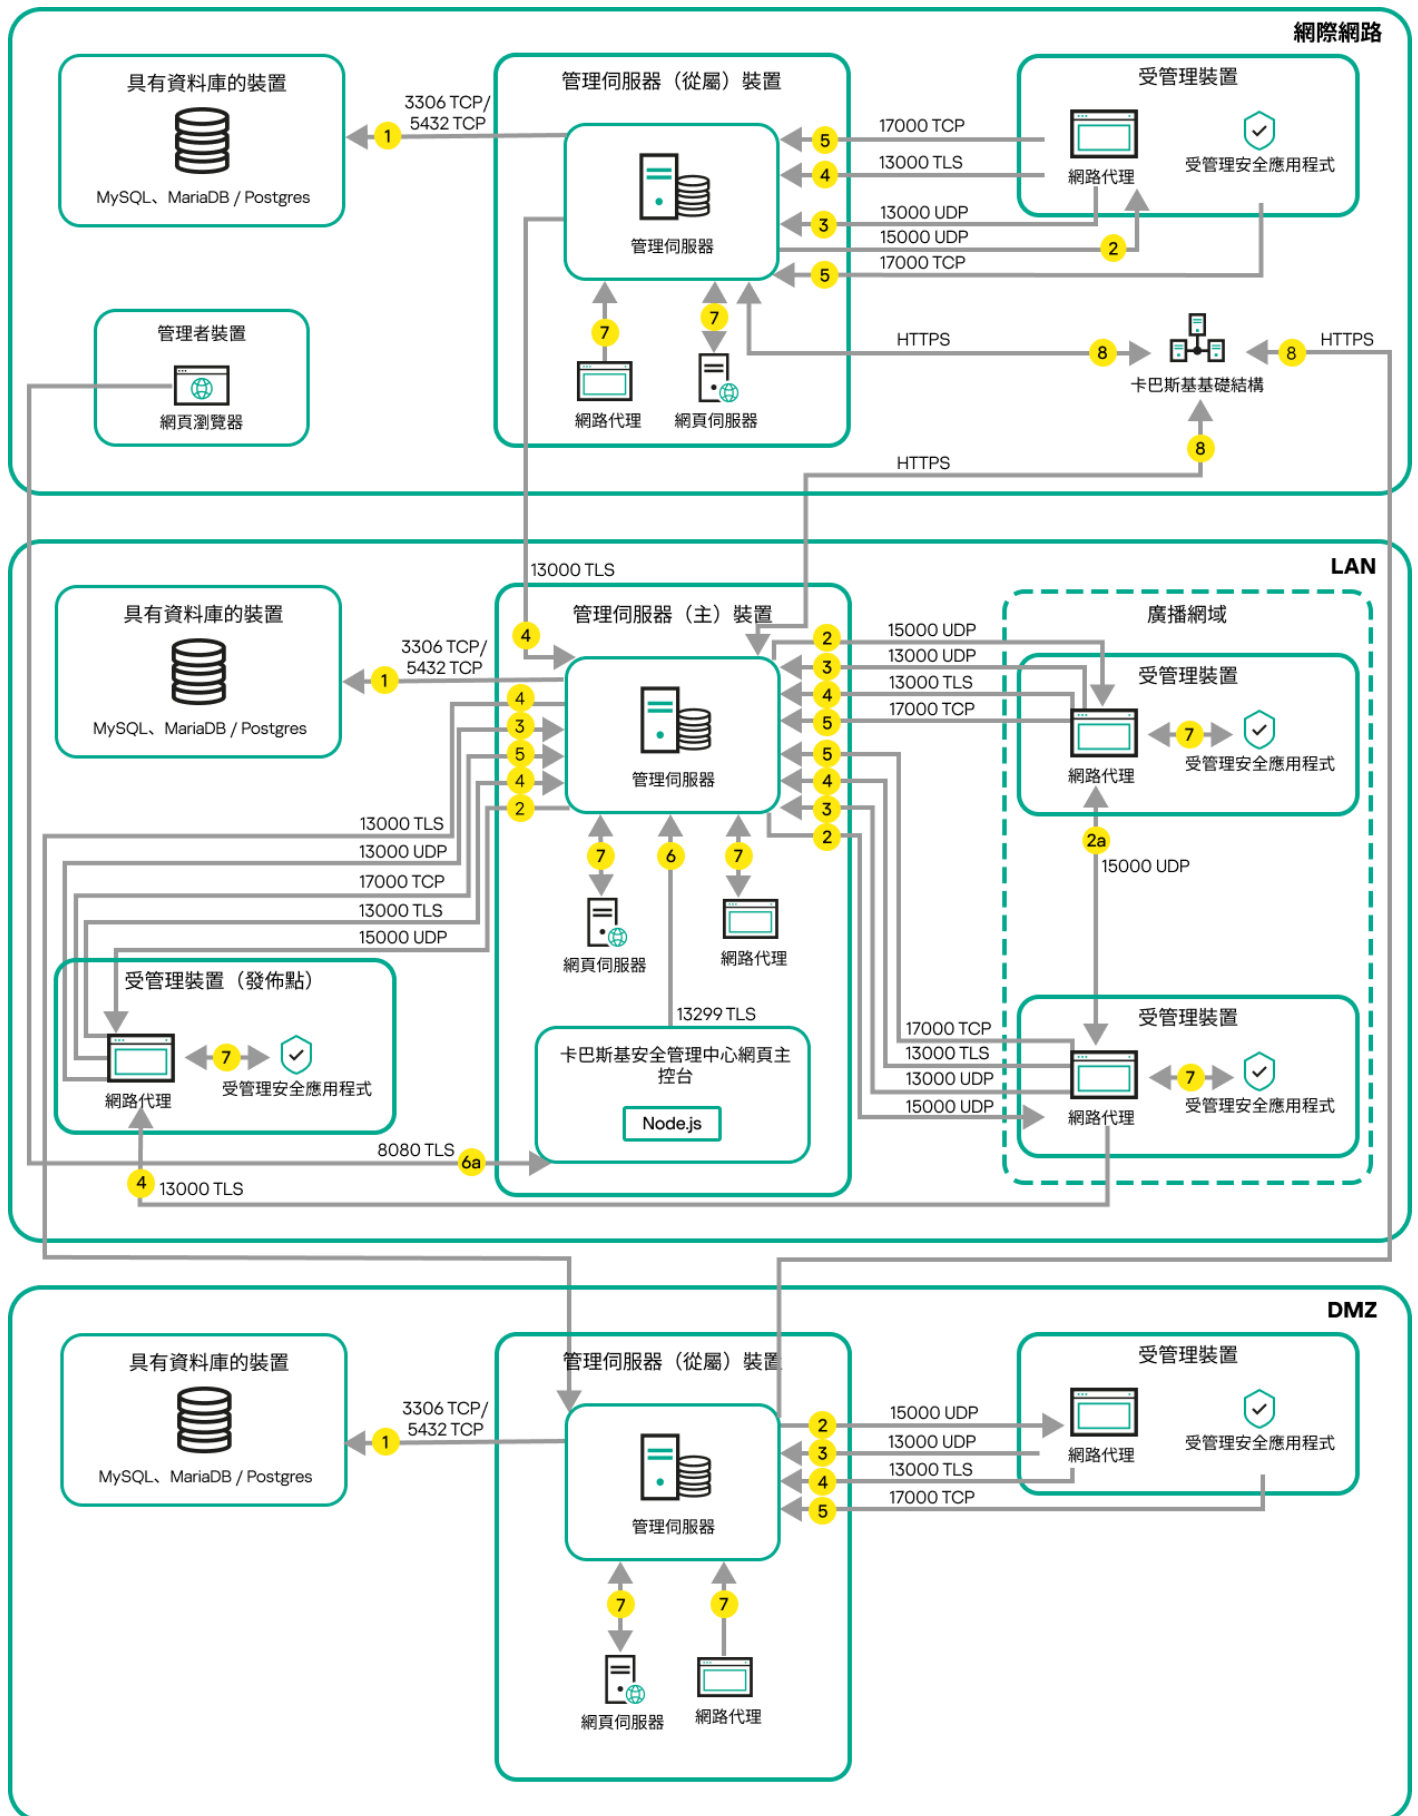 網際網路
具有資料庫的裝置
MySQL、MariaDB / Postgres
3306 TCP/
5432 TCP
1
管理伺服器（從屬）裝置
管理伺服器
7
7
網路代理
網頁伺服器
受管理裝置
網路代理
受管理安全應用程式
5
17000 TCP
4
13000 TLS
3
13000 UDP
15000 UDP
2
5
17000 TCP
管理者裝置
網頁瀏覽器
HTTPS
8
8
HTTPS
卡巴斯基基礎結構
8
HTTPS
LAN
13000 TLS
4
具有資料庫的裝置
MySQL、MariaDB / Postgres
3306 TCP/
5432 TCP
1
管理伺服器（主）裝置
管理伺服器
4
3
5
4
2
13000 TLS
13000 UDP
17000 TCP
13000 TLS
15000 UDP
2
15000 UDP
3
13000 UDP
4
13000 TLS
5
17000 TCP
5
4
3
2
廣播網域
受管理裝置
網路代理
7
受管理安全應用程式
2a
15000 UDP
7
6
7
網頁伺服器
網路代理
13299 TLS
卡巴斯基安全管理中心網頁主
控台
Node.js
受管理裝置（發佈點）
網路代理
7
受管理安全應用程式
17000 TCP
13000 TLS
13000 UDP
15000 UDP
受管理裝置
網路代理
7
受管理安全應用程式
8080 TLS
6a
4
13000 TLS
DMZ
具有資料庫的裝置
MySQL、MariaDB / Postgres
3306 TCP/
5432 TCP
1
管理伺服器（從屬）裝置
管理伺服器
2
15000 UDP
3
13000 UDP
4
13000 TLS
5
17000 TCP
受管理裝置
網路代理
受管理安全應用程式
7
7
網頁伺服器
網路代理